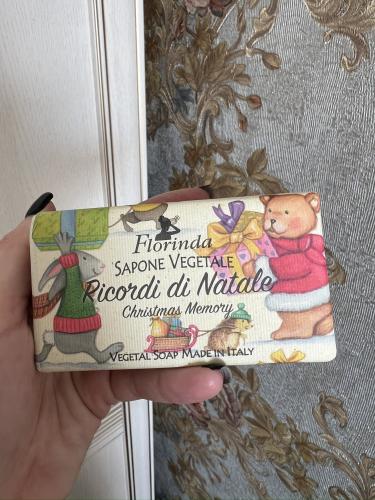 Florinda
SAPONE VEGETALE
Ricordi di Natale
Christmas Memory
VEGETAL SOAP MADE IN ITALY